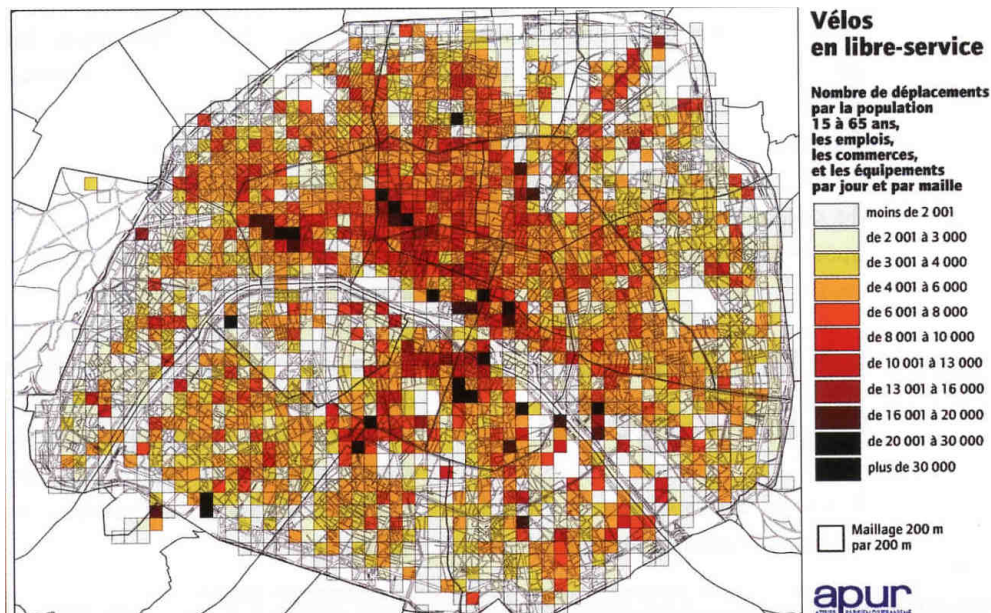 Vélos
en libre-service
Nombre de déplacements
par la population
15 à 65 ans,
les emplois,
les commerces,
et les équipements
par jour et par maille
moins de 2 001
de 2 001 à 3 000
de 3 001 à 4 000
de 4 001 à 6 000
de 6 001 à 8 000
de 8 001 à 10 000
de 10 001 à 13 000
de 13 001 à 16 000
de 16 001 à 20 000
de 20 001 à 30 000
plus de 30 000
Maillage 200 m
par 200 m
apur